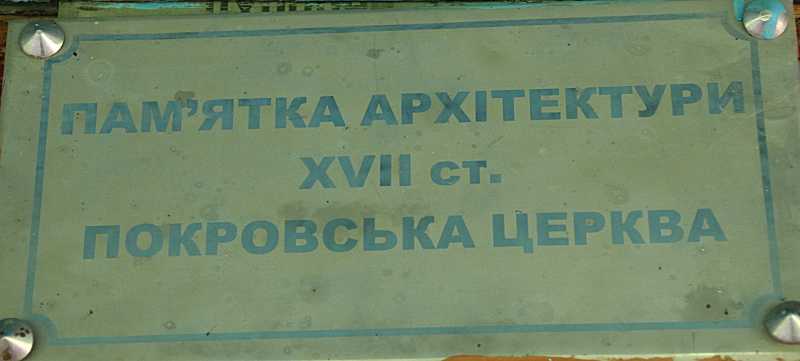 ПАМ’ЯТКА АРХІТЕКТУРИ
XVII ст.
ПОКРОВСЬКА ЦЕРКВА